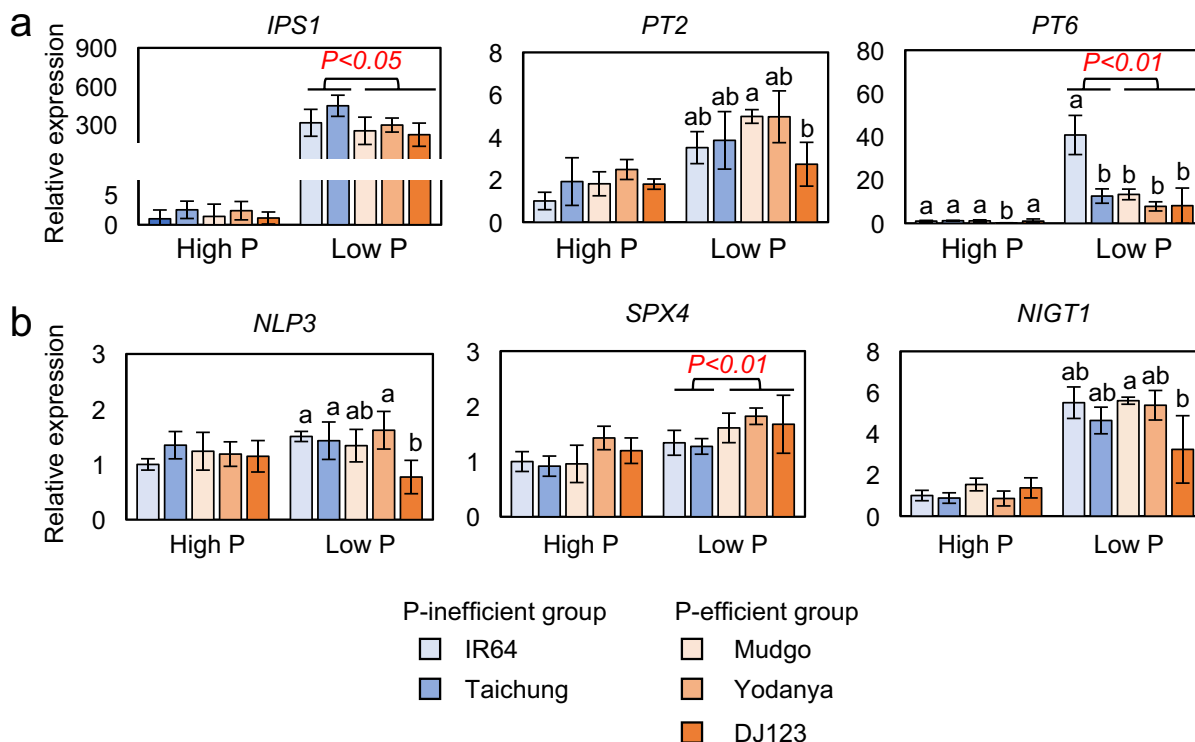 a
IPS1
PT2
PT6
Relative expression
900
600
300
5
0
P<0.05
High P
Low P
8
6
4
2
0
ab
ab
a
ab
b
High P
Low P
80
60
40
20
0
P<0.01
a
a
a
b
a
a
b
b
b
b
High P
Low P
b
NLP3
SPX4
NIGT1
Relative expression
3
2
1
0
a
a
ab
a
b
High P
Low P
3
2
1
0
P<0.01
High P
Low P
8
6
4
2
0
ab
ab
a
ab
b
High P
Low P
P-inefficient group
IR64
Taichung
P-efficient group
Mudgo
Yodanya
DJ123